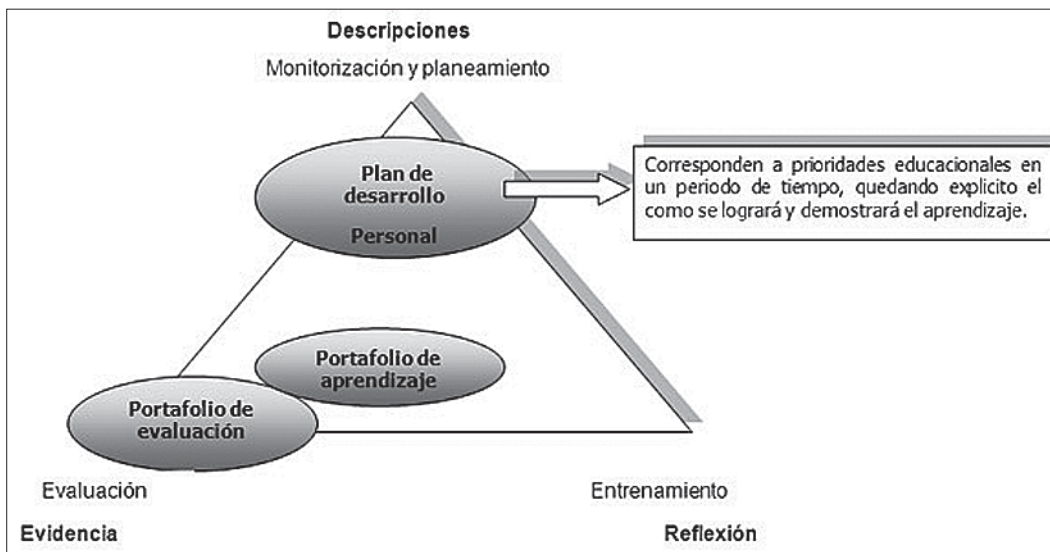 Descripciones
Monitorización y planeamiento
Plan de
desarrollo
Personal
Corresponden a prioridades educacionales en
un periodo de tiempo, quedando explicito el
como se logrará y demostrará el aprendizaje.
Portafolio de
aprendizaje
Portafolio de
evaluación
Evaluación
Entrenamiento
Evidencia
Reflexión